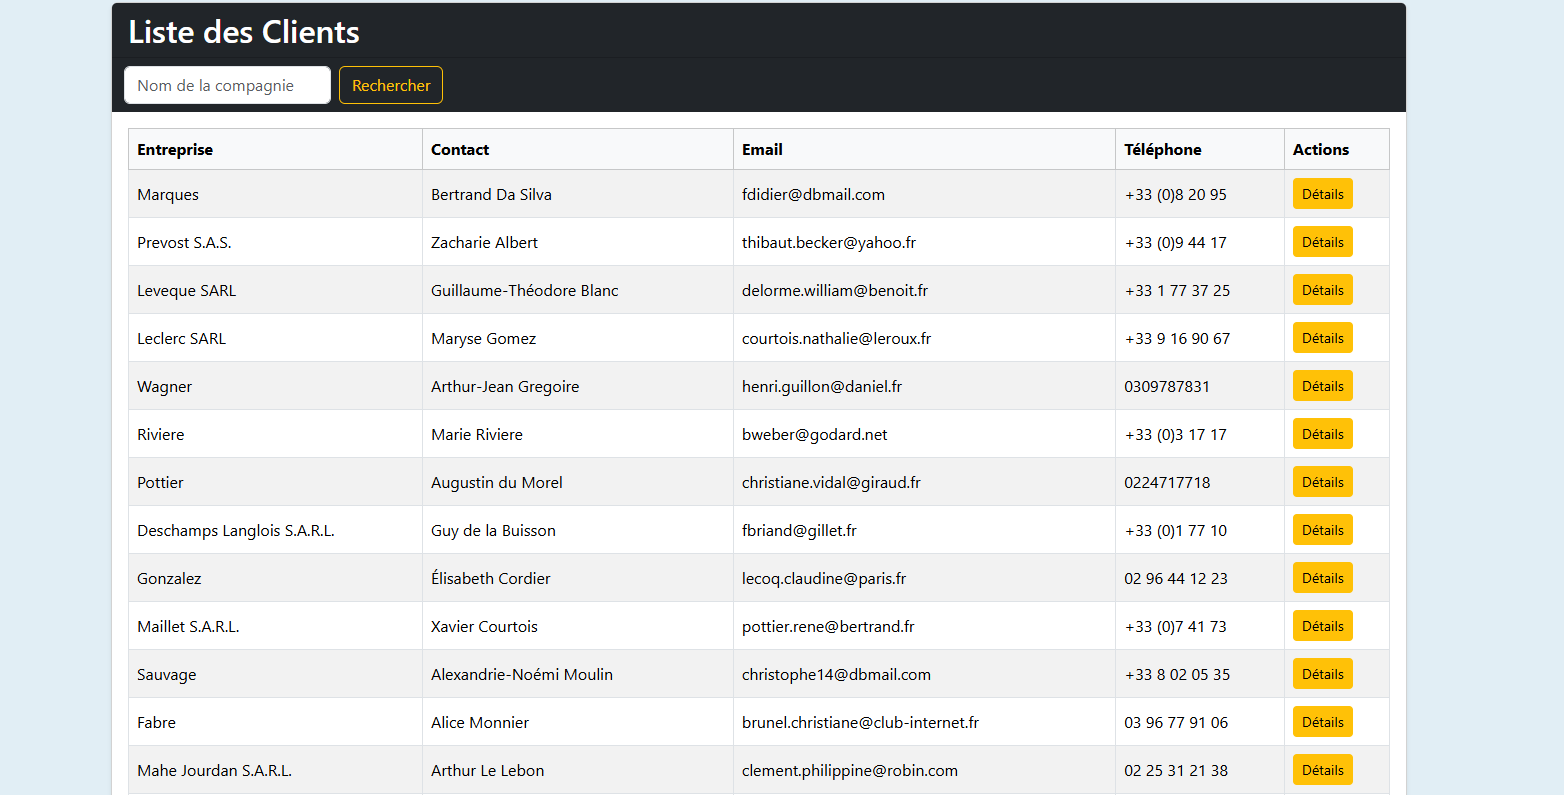 Liste des Clients
Nom de la compagnie Rechercher
Entreprise Contact Email Téléphone Actions
Marques Bertrand Da Silva fdidier@dbmail.com +33 (0)8 20 95 Détails
Prevost S.A.S. Zacharie Albert thibaut.becker@yahoo.fr +33 (0)9 44 17 Détails
Leveque SARL Guillaume-Théodore Blanc delorme.william@benoit.fr +33 1 77 37 25 Détails
Leclerc SARL Maryse Gomez courtois.nathalie@leroux.fr +33 9 16 90 67 Détails
Wagner Arthur-Jean Gregoire henri.guillon@daniel.fr 0309787831 Détails
Riviere Marie Riviere bweber@godard.net +33 (0)3 17 17 Détails
Pottier Augustin du Morel christiane.vidal@giraud.fr 0224717718 Détails
Deschamps Langlois S.A.R.L. Guy de la Buisson fbriand@gillet.fr +33 (0)1 77 10 Détails
Gonzalez Élisabeth Cordier lecoq.claudine@paris.fr 02 96 44 12 23 Détails
Maillet S.A.R.L. Xavier Courtois pottier.rene@bertrand.fr +33 (0)7 41 73 Détails
Sauvage Alexandrie-Noémi Moulin christophe14@dbmail.com +33 8 02 05 35 Détails
Fabre Alice Monnier brunel.christiane@club-internet.fr 03 96 77 91 06 Détails
Mahe Jourdan S.A.R.L. Arthur Le Lebon clement.philippine@robin.com 02 25 31 21 38 Détails